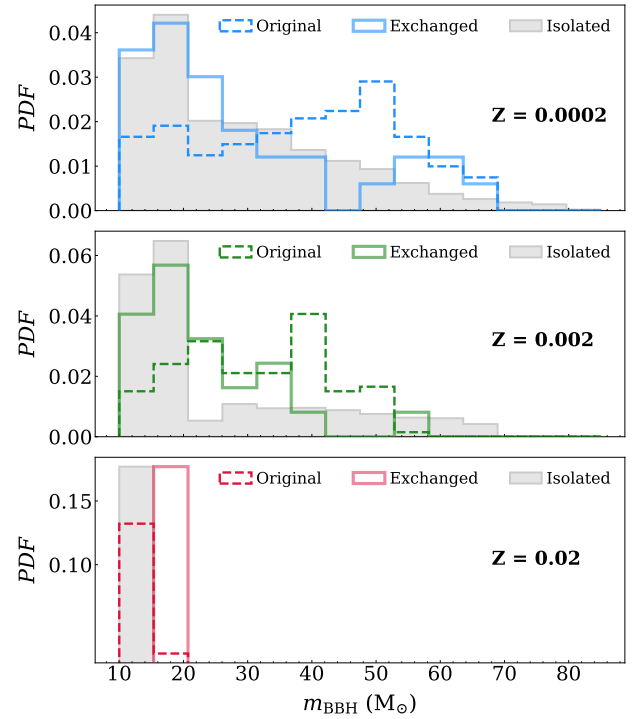 Original Exchanged Isolated
0.04
0.03
0.02
0.01
0.00
PDF
Z = 0.0002
Original Exchanged Isolated
0.06
0.04
0.02
0.00
PDF
Z = 0.002
Original Exchanged Isolated
0.15
0.10
PDF
Z = 0.02
10 20 30 40 50 60 70 80
m_BBH (M_⊙)